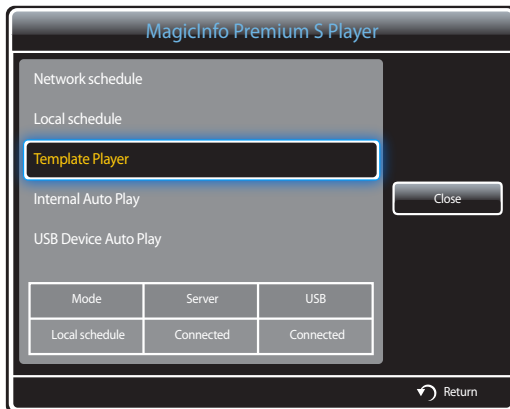 MagicInfo Premium S Player
Network schedule
Local schedule
Template Player
Internal Auto Play
Close
USB Device Auto Play
Mode Server USB
Local schedule Connected Connected
Return